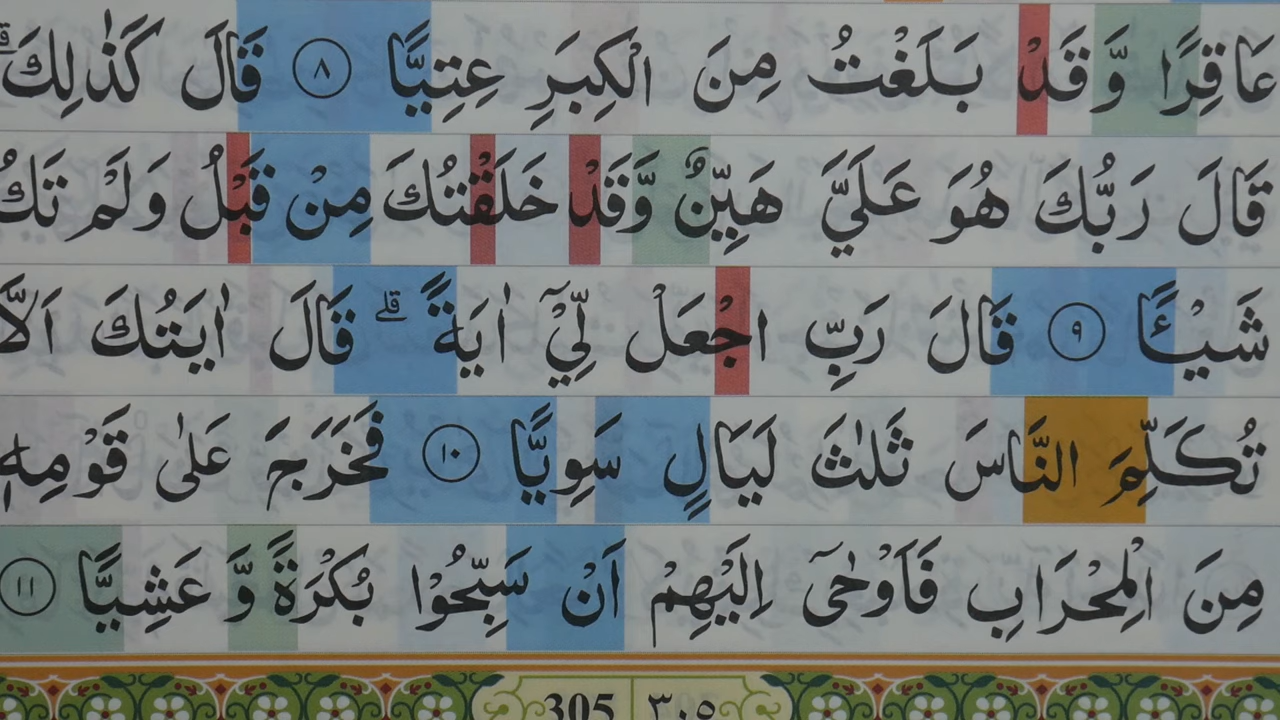 عَاقِرًا وَّقَدْ بَلَغْتُ مِنَ الْكِبَرِ عِتِيًّا ٨ قَالَ كَذٰلِكَۚ
قَالَ رَبُّكَ هُوَ عَلَيَّ هَيِّنٌ وَّقَدْ خَلَقْتُكَ مِنْ قَبْلُ وَلَمْ تَكُ
شَيْـًٔا ٩ قَالَ رَبِّ اجْعَلْ لِّيْٓ اٰيَةً ۗ قَالَ اٰيَتُكَ اَلَّا
تُكَلِّمَ النَّاسَ ثَلٰثَ لَيَالٍ سَوِيًّا ١٠ فَخَرَجَ عَلٰى قَوْمِهٖ
مِنَ الْمِحْرَابِ فَاَوْحٰٓى اِلَيْهِمْ اَنْ سَبِّحُوْا بُكْرَةً وَّعَشِيًّا ١١
305 ٣٠٥